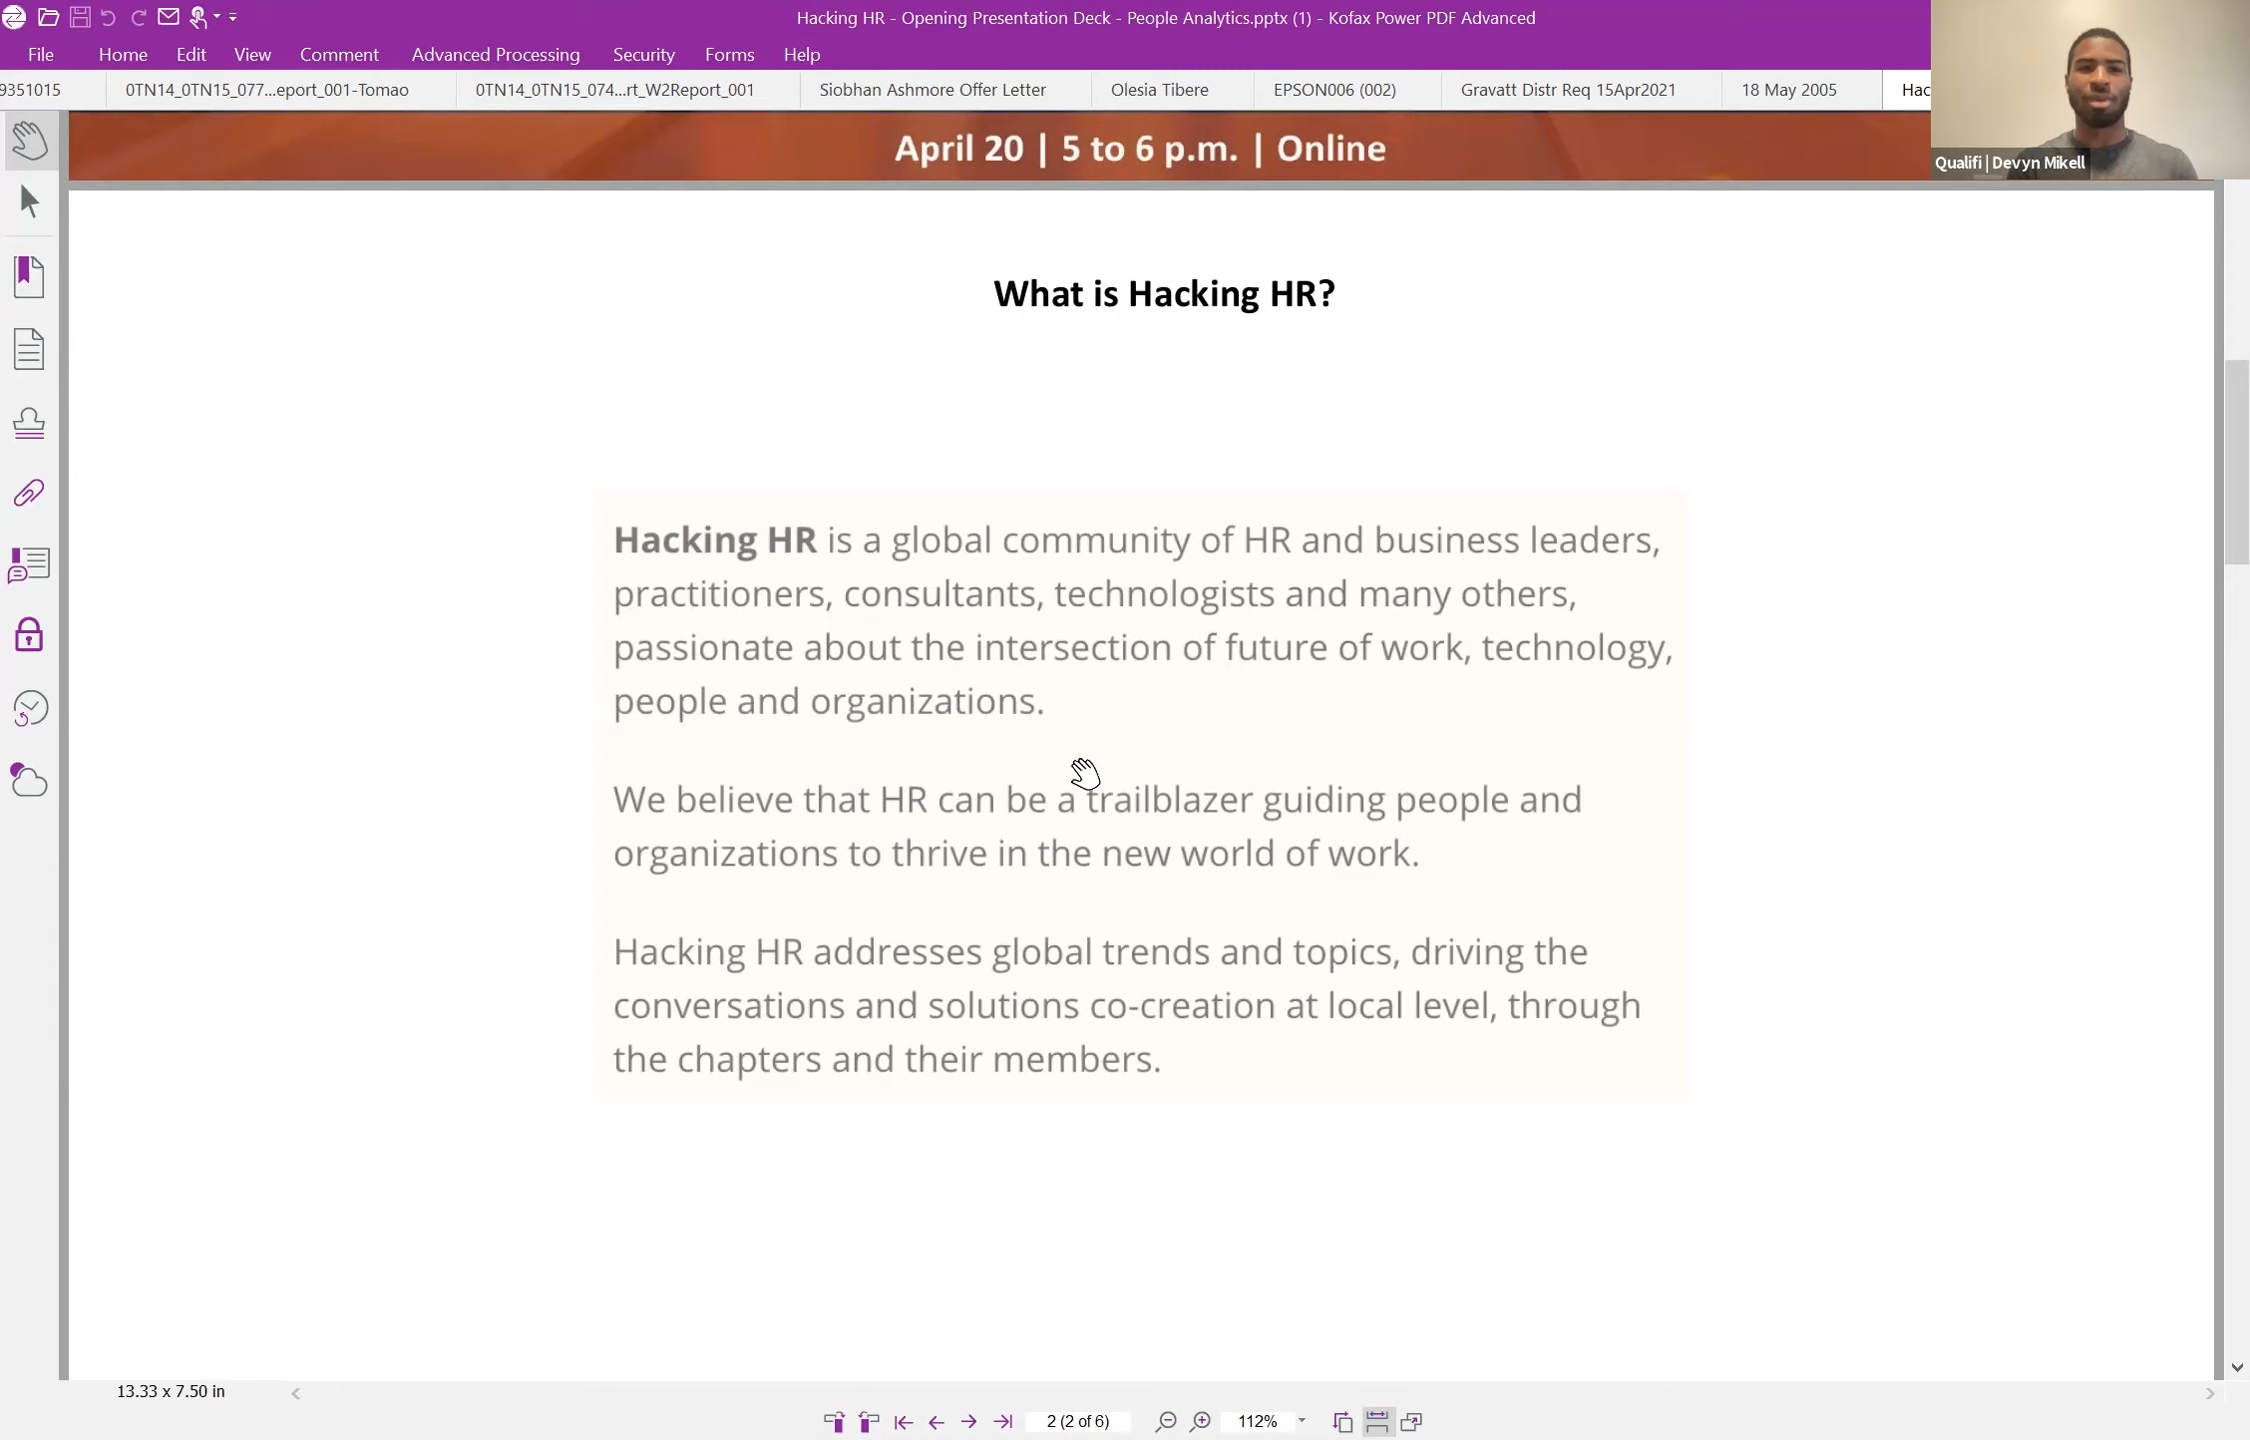 Hacking HR - Opening Presentation Deck - People Analytics.pptx (1) - Kofax Power PDF Advanced
File Home Edit View Comment Advanced Processing Security Forms Help
9351015 0TN14_0TN15_077...eport_001-Tomao 0TN14_0TN15_074...rt_W2Report_001 Siobhan Ashmore Offer Letter Olesia Tibere EPSON006 (002) Gravatt Distr Req 15Apr2021 18 May 2005 Hac
April 20 | 5 to 6 p.m. | Online
Qualifi | Devyn Mikell
What is Hacking HR?
Hacking HR is a global community of HR and business leaders,
practitioners, consultants, technologists and many others,
passionate about the intersection of future of work, technology,
people and organizations.
We believe that HR can be a trailblazer guiding people and
organizations to thrive in the new world of work.
Hacking HR addresses global trends and topics, driving the
conversations and solutions co-creation at local level, through
the chapters and their members.
13.33 x 7.50 in
2 (2 of 6) 112%